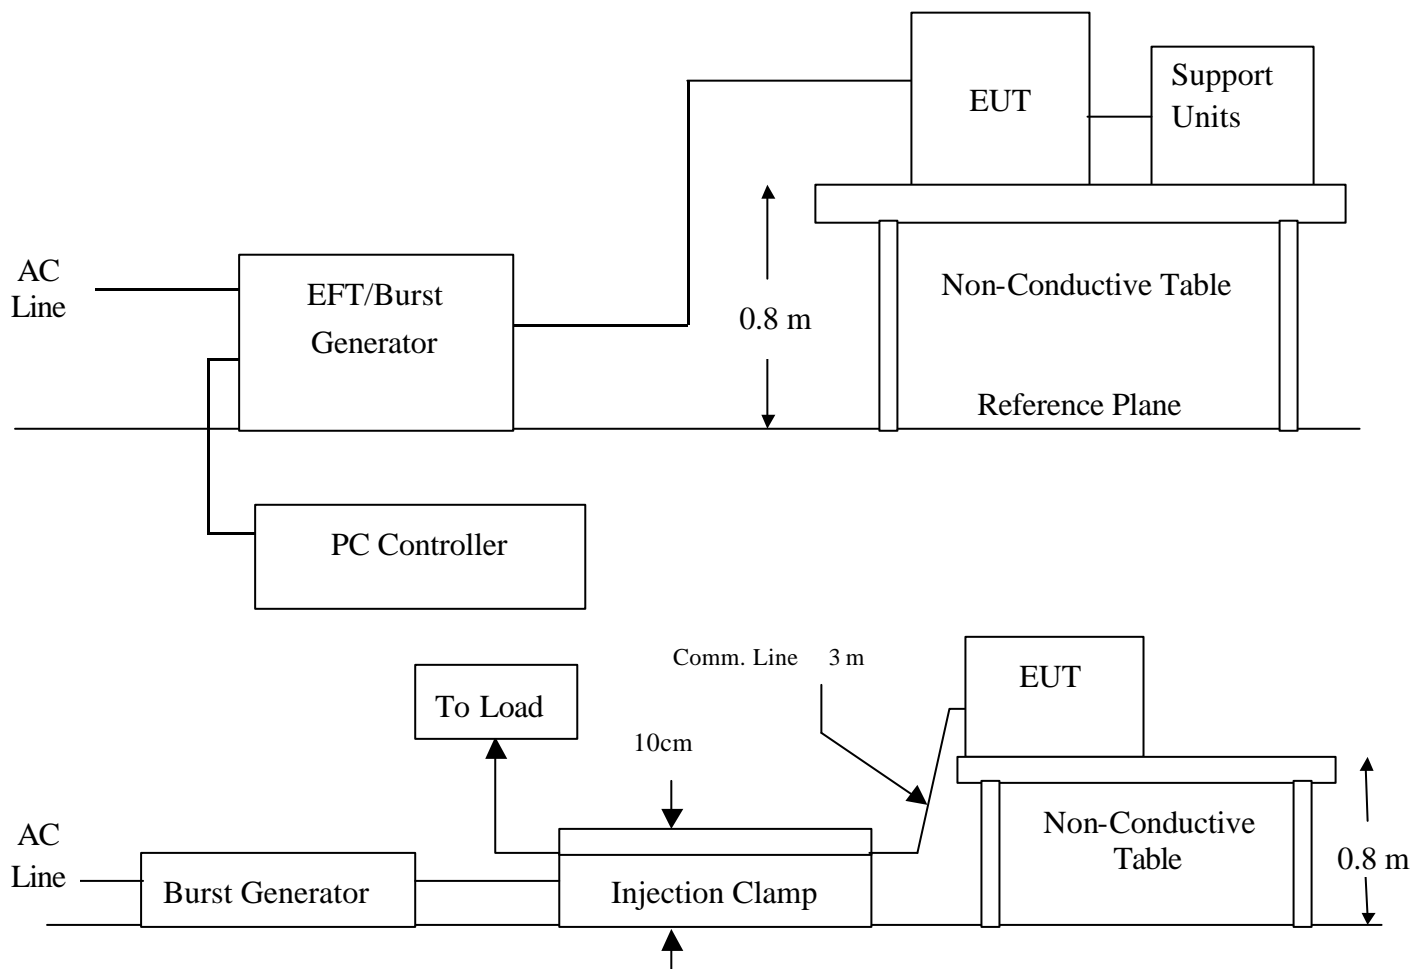 EUT
Support
Units
AC
Line
EFT/Burst
Generator
0.8 m
Non-Conductive Table
Reference Plane
PC Controller
Comm. Line 3 m
EUT
To Load
10cm
AC
Line
Burst Generator
Injection Clamp
Non-Conductive
Table
0.8 m